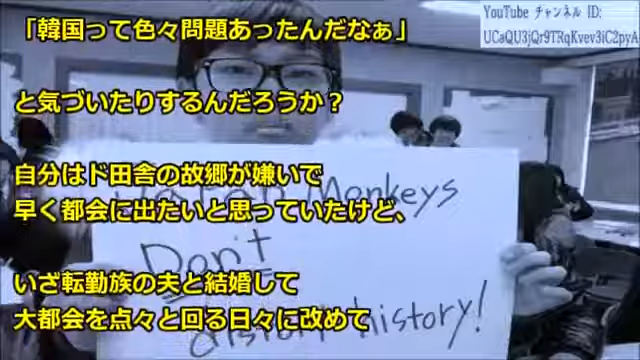 「韓国って色々問題あったんだなぁ」
YouTube チャンネル ID:
UCaQU3jQr9TRqKvev3iC2pyA
と気づいたりするんだろうか？
自分はド田舎の故郷が嫌いで
早く都会に出たいと思っていたけど、
Monkeys
Don't
いざ転勤族の夫と結婚して
大都会を点々と回る日々に改めて
distort history!